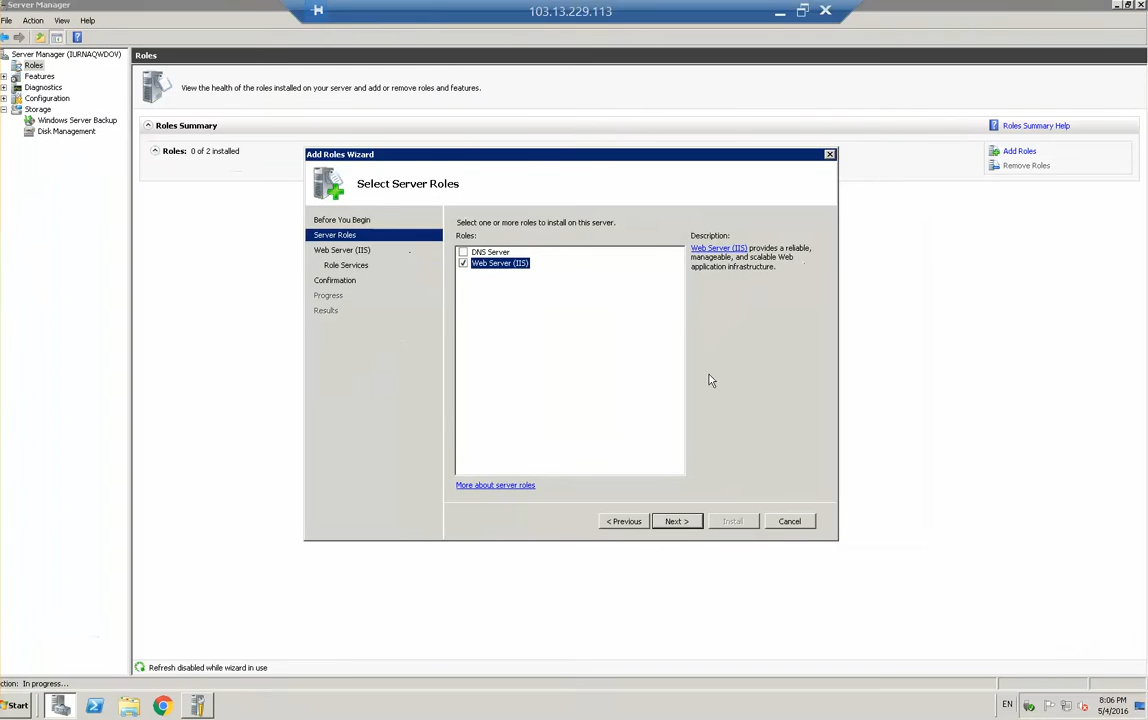 Server Manager
103.13.229.113
File Action View Help
Server Manager (IURNAQWDOV)
Roles
Features
Diagnostics
Configuration
Storage
Windows Server Backup
Disk Management
Roles
View the health of the roles installed on your server and add or remove roles and features.
Roles Summary
Roles Summary Help
Roles: 0 of 2 installed
Add Roles
Remove Roles
Add Roles Wizard
Select Server Roles
Before You Begin
Server Roles
Web Server (IIS)
Role Services
Confirmation
Progress
Results
Select one or more roles to install on this server.
Roles:
DNS Server
Web Server (IIS)
Description:
Web Server (IIS) provides a reliable,
manageable, and scalable Web
application infrastructure.
More about server roles
< Previous
Next >
Install
Cancel
Refresh disabled while wizard in use
ction: In progress...
Start
EN
8:06 PM
5/4/2016